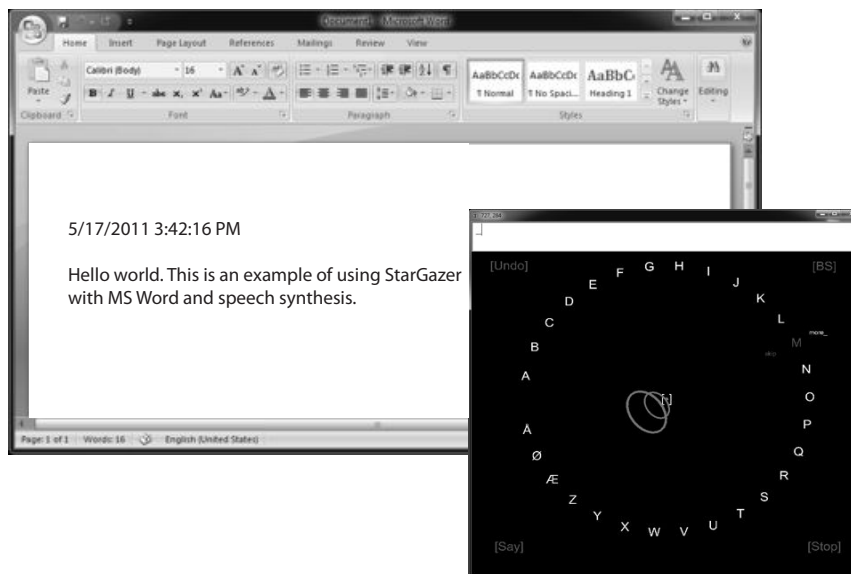 Document1 - Microsoft Word
Home Insert Page Layout References Mailings Review View
Paste
Calibri (Body) 16
AaBbCcDc AaBbCcDc AaBbC
¶ Normal ¶ No Spaci... Heading 1
Change Styles
Editing
Clipboard Font Paragraph Styles
5/17/2011 3:42:16 PM
Hello world. This is an example of using StarGazer
with MS Word and speech synthesis.
Page: 1 of 1 Words: 16 English (United States)
[Undo] [BS]
A B C D E F G H I J K L M N O P Q R S T U V W X Y Z Æ Ø Å
more_
skip
[Say] [Stop]